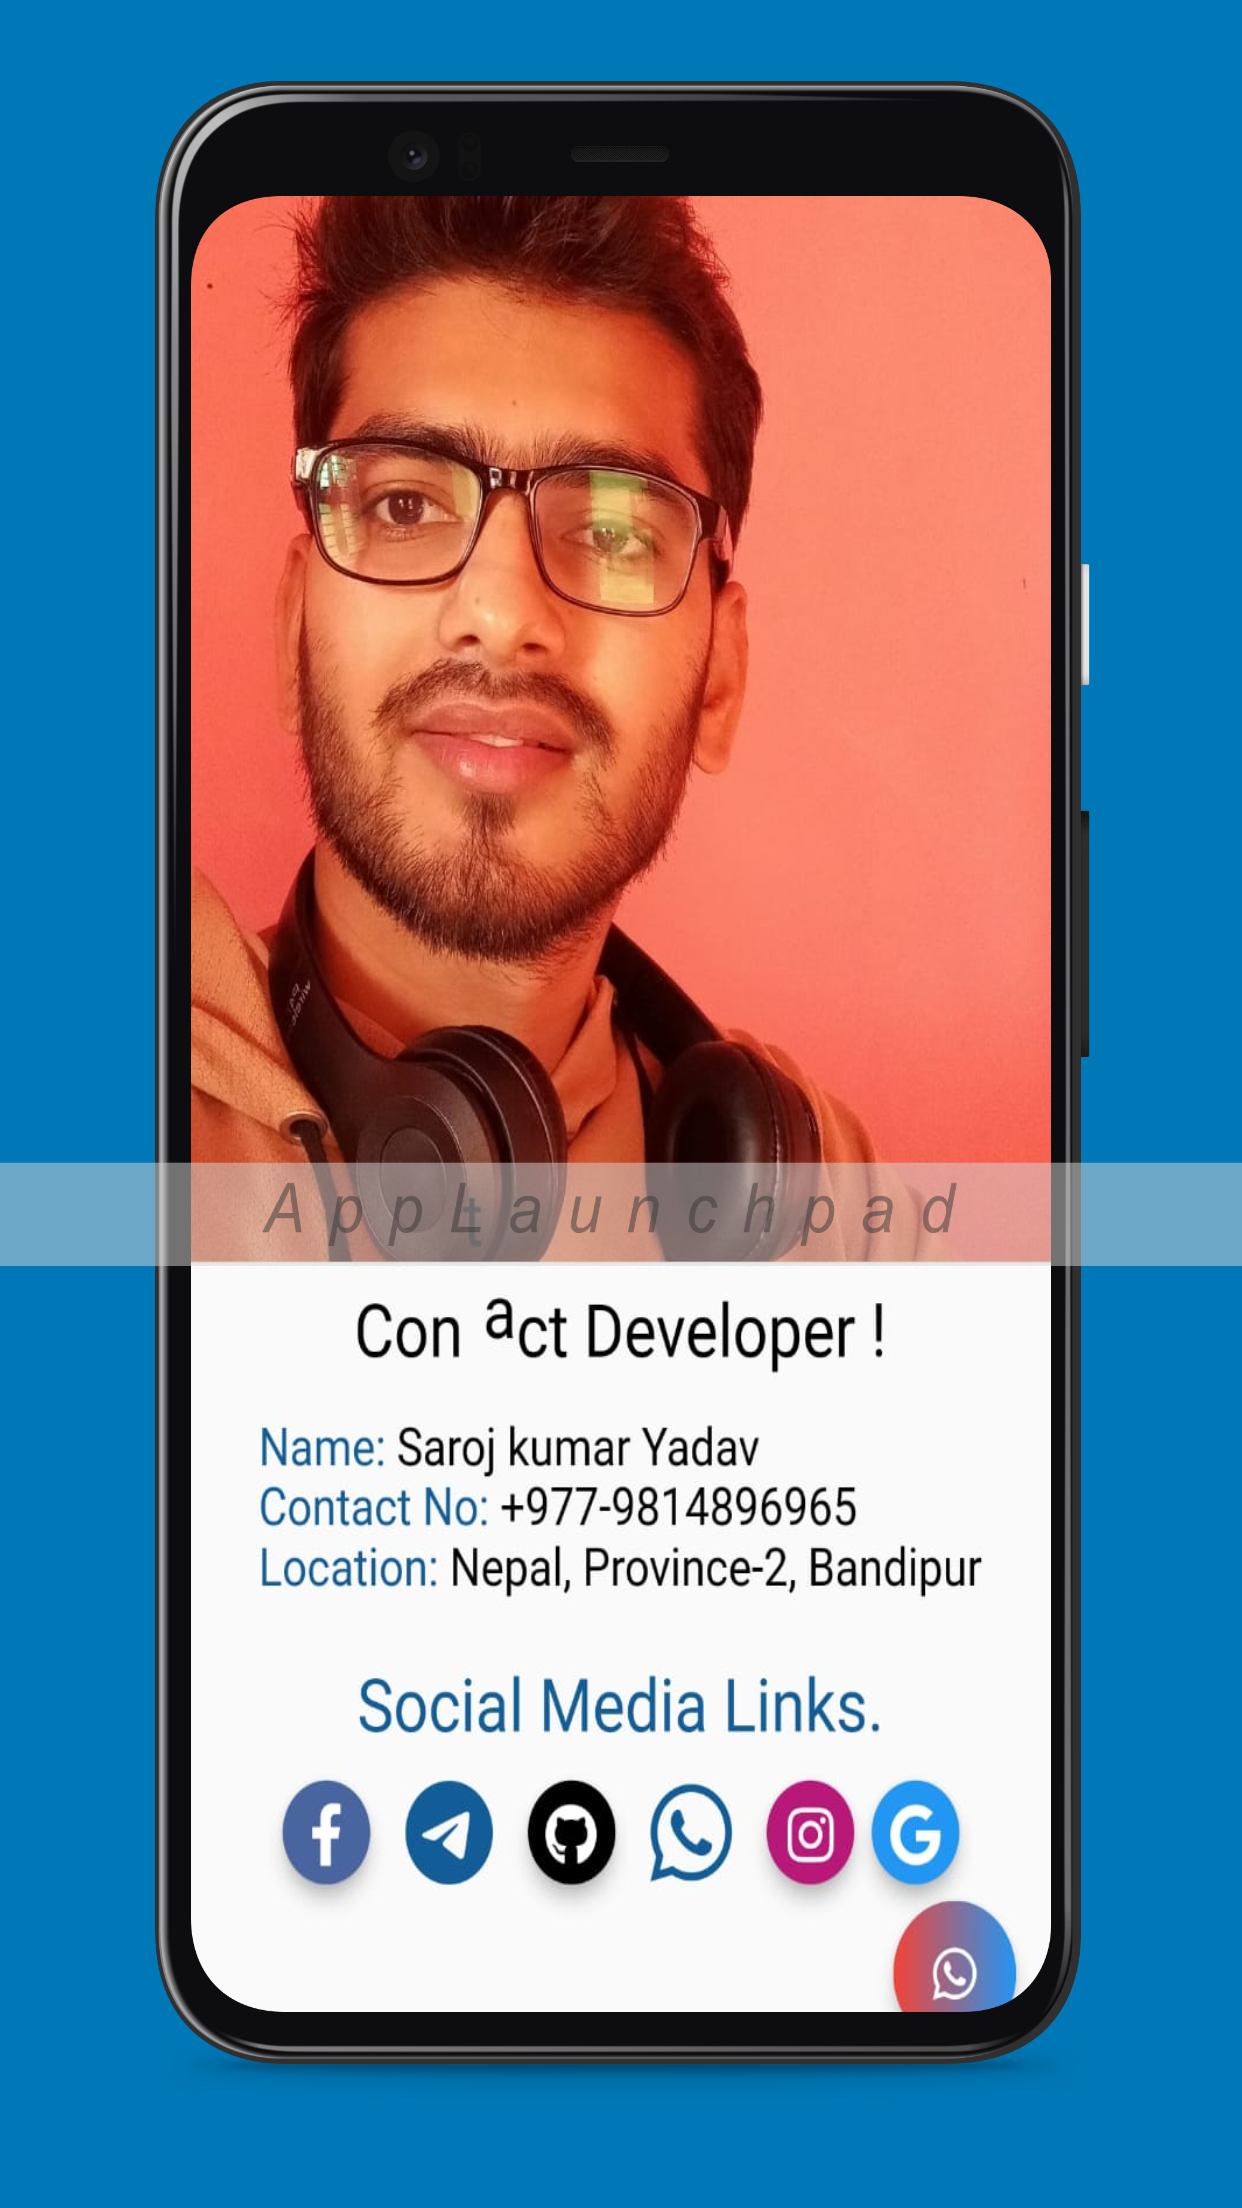 AppLaunchpad
t
Con act Developer !
Name: Saroj kumar Yadav
Contact No: +977-9814896965
Location: Nepal, Province-2, Bandipur
Social Media Links.